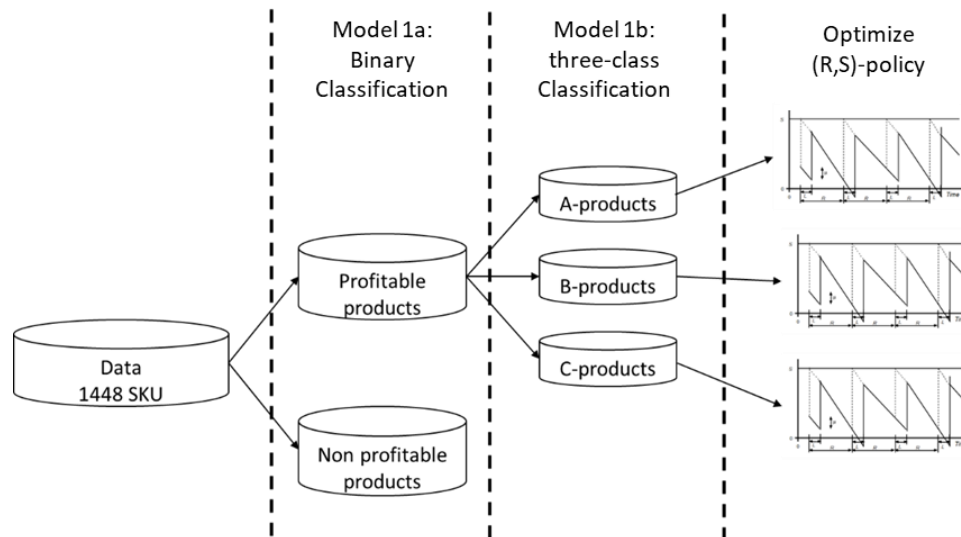 Model 1a:
Binary
Classification
Model 1b:
three-class
Classification
Optimize
(R,S)-policy
Data
1448 SKU
Profitable
products
Non profitable
products
A-products
B-products
C-products
Time